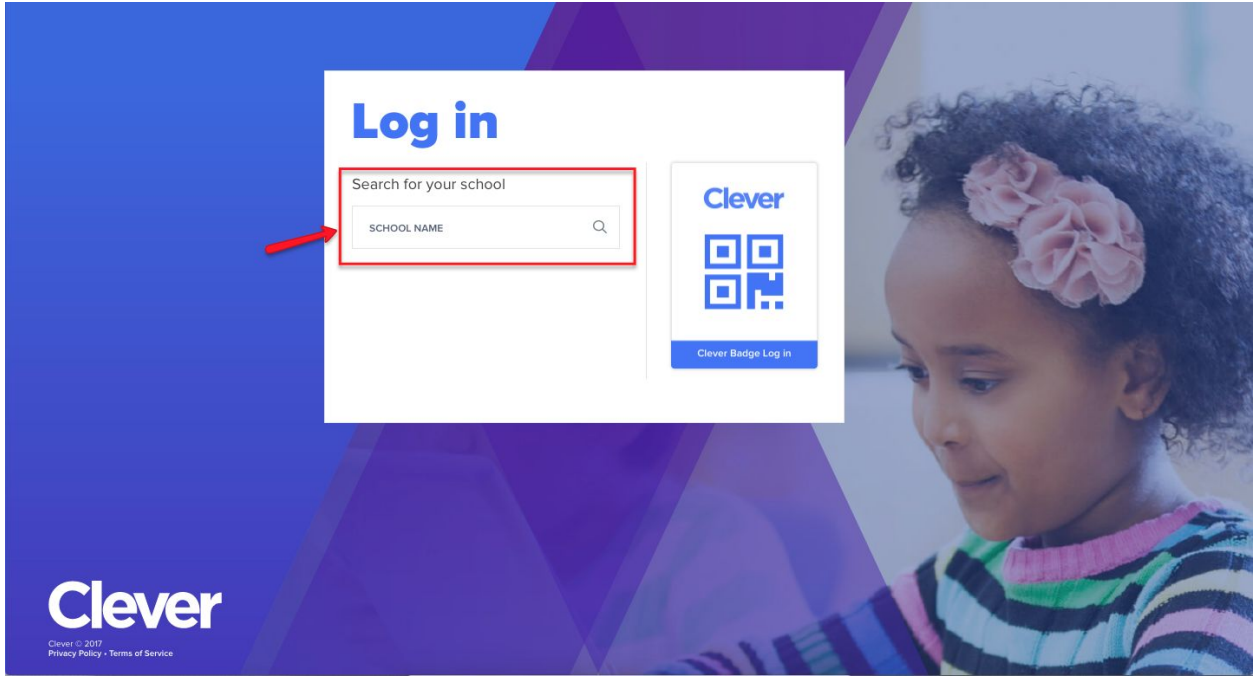 Log in
Search for your school
SCHOOL NAME
Clever
Clever Badge Log in
Clever
Clever © 2017
Privacy Policy • Terms of Service